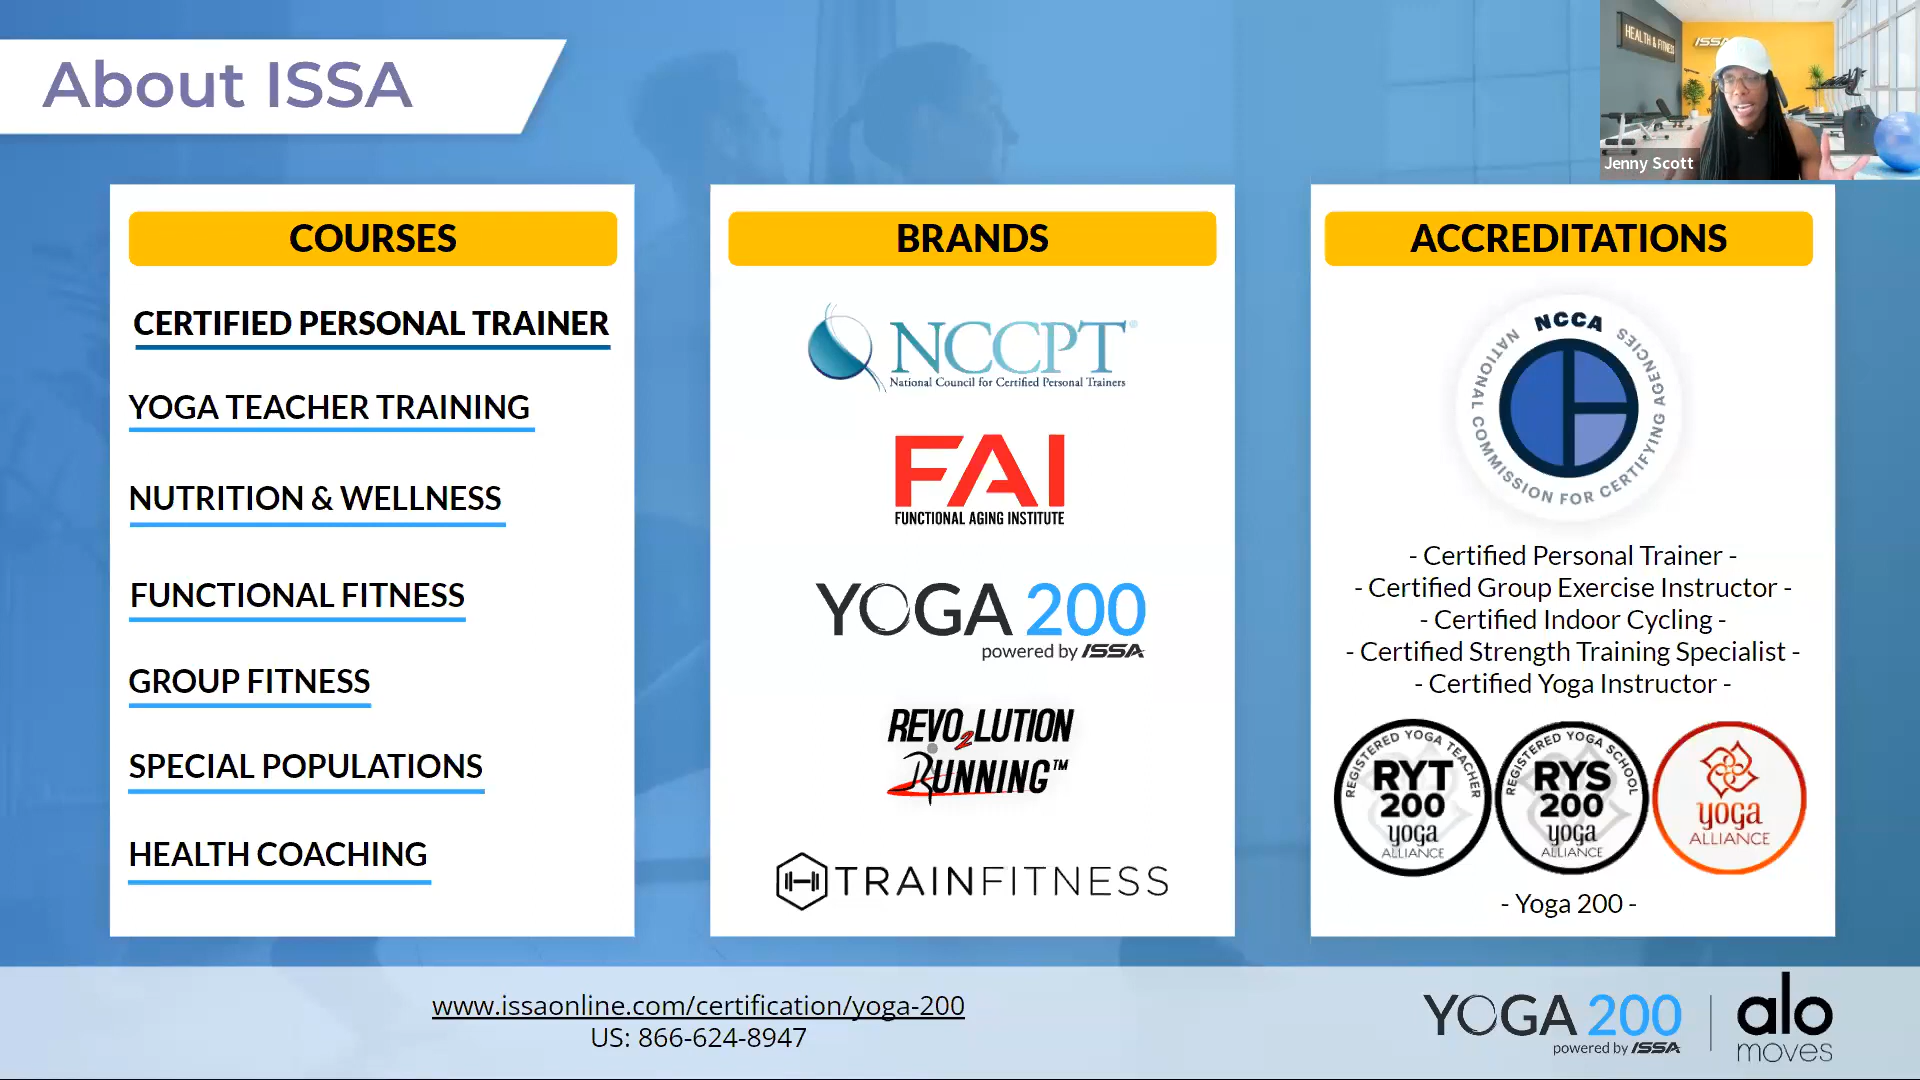 About ISSA
HEALTH & FITNESS
ISSA
Jenny Scott
COURSES
CERTIFIED PERSONAL TRAINER
YOGA TEACHER TRAINING
NUTRITION & WELLNESS
FUNCTIONAL FITNESS
GROUP FITNESS
SPECIAL POPULATIONS
HEALTH COACHING
BRANDS
NCCPT®
National Council for Certified Personal Trainers
FAI
FUNCTIONAL AGING INSTITUTE
YOGA 200
powered by ISSA
REVO2LUTION
RUNNING™
TRAINFITNESS
ACCREDITATIONS
NCCA
NATIONAL COMMISSION FOR CERTIFYING AGENCIES
- Certified Personal Trainer -
- Certified Group Exercise Instructor -
- Certified Indoor Cycling -
- Certified Strength Training Specialist -
- Certified Yoga Instructor -
REGISTERED YOGA TEACHER
RYT
200
yoga
ALLIANCE
REGISTERED YOGA SCHOOL
RYS
200
yoga
ALLIANCE
yoga
ALLIANCE
- Yoga 200 -
www.issaonline.com/certification/yoga-200
US: 866-624-8947
YOGA 200
powered by ISSA
alo
moves